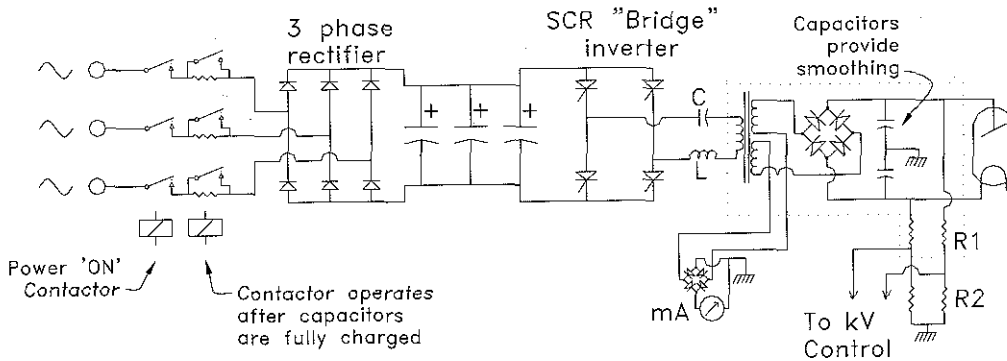 3 phase
rectifier
SCR "Bridge"
inverter
Capacitors
provide
smoothing
+
+
+
C
L
Power 'ON'
Contactor
Contactor operates
after capacitors
are fully charged
mA
R1
R2
To kV
Control